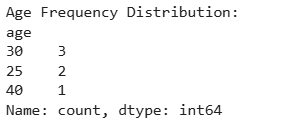 Age Frequency Distribution:
age
30    3
25    2
40    1
Name: count, dtype: int64